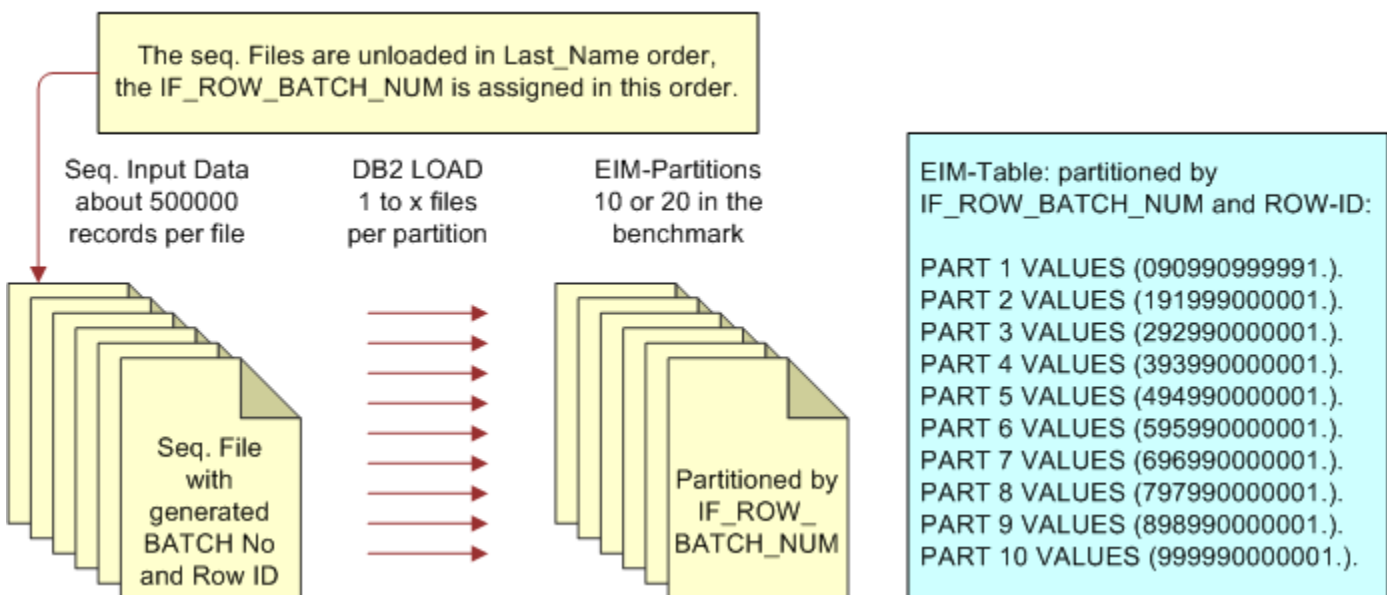 The seq. Files are unloaded in Last_Name order,
the IF_ROW_BATCH_NUM is assigned in this order.
Seq. Input Data
about 500000
records per file
DB2 LOAD
1 to x files
per partition
EIM-Partitions
10 or 20 in the
benchmark
Seq. File
with
generated
BATCH No
and Row ID
Partitioned by
IF_ROW_
BATCH_NUM
EIM-Table: partitioned by
IF_ROW_BATCH_NUM and ROW-ID:
PART 1 VALUES (090990999991.).
PART 2 VALUES (191999000001.).
PART 3 VALUES (292990000001.).
PART 4 VALUES (393990000001.).
PART 5 VALUES (494990000001.).
PART 6 VALUES (595990000001.).
PART 7 VALUES (696990000001.).
PART 8 VALUES (797990000001.).
PART 9 VALUES (898990000001.).
PART 10 VALUES (999990000001.).